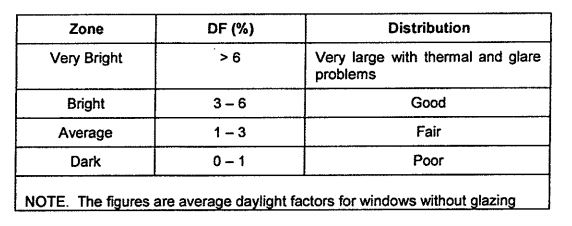 Zone DF (%) Distribution
Very Bright > 6 Very large with thermal and glare
problems
Bright 3 – 6 Good
Average 1 – 3 Fair
Dark 0 – 1 Poor
NOTE. The figures are average daylight factors for windows without glazing